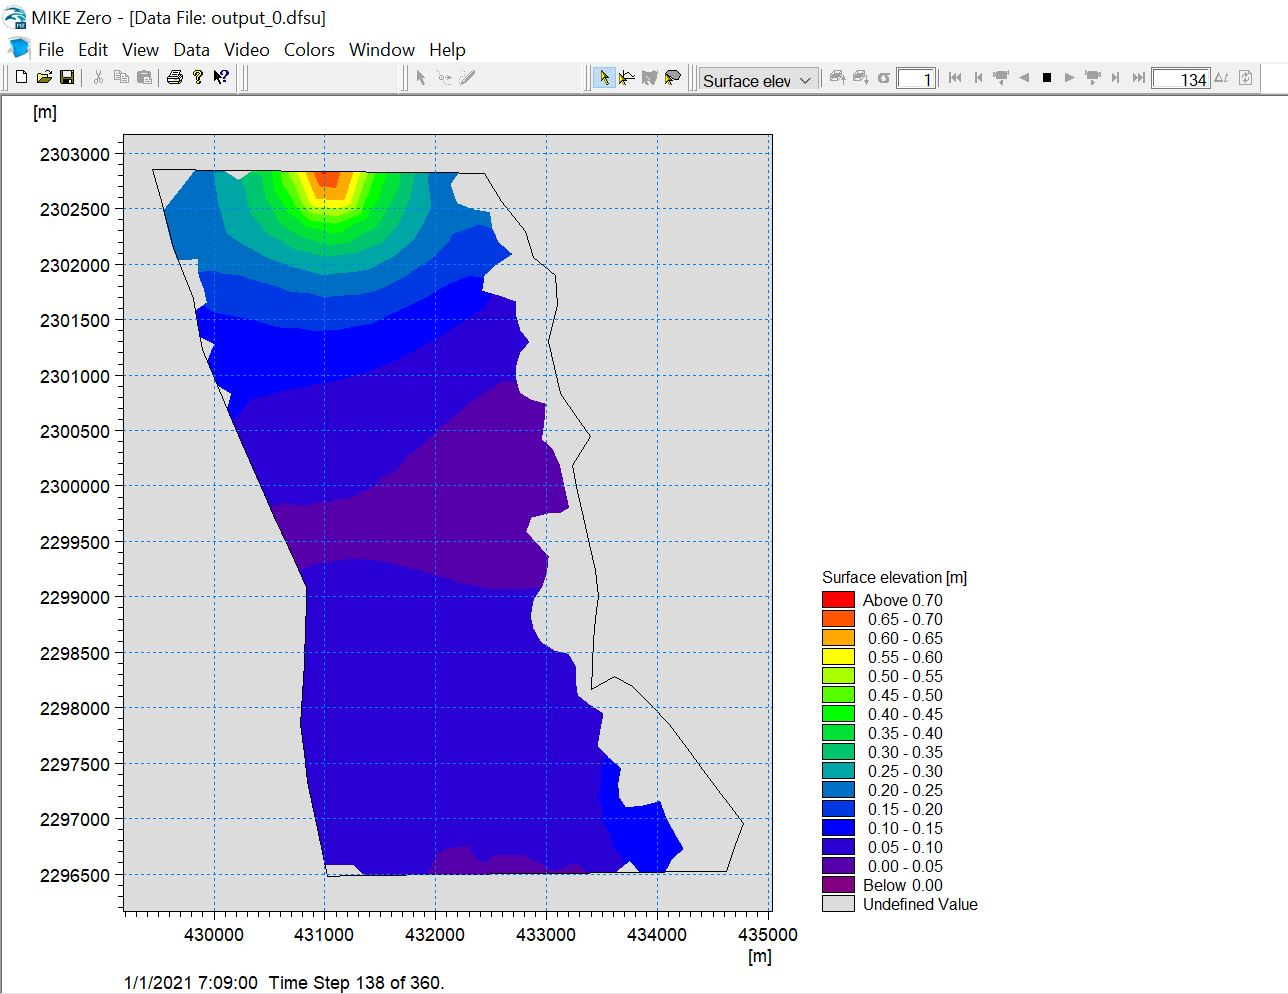 MIKE Zero - [Data File: output_0.dfsu]
File Edit View Data Video Colors Window Help
Surface elev 1 134 Δt
[m]
2303000
2302500
2302000
2301500
2301000
2300500
2300000
2299500
2299000
2298500
2298000
2297500
2297000
2296500
430000 431000 432000 433000 434000 435000
[m]
Surface elevation [m]
Above 0.70
0.65 - 0.70
0.60 - 0.65
0.55 - 0.60
0.50 - 0.55
0.45 - 0.50
0.40 - 0.45
0.35 - 0.40
0.30 - 0.35
0.25 - 0.30
0.20 - 0.25
0.15 - 0.20
0.10 - 0.15
0.05 - 0.10
0.00 - 0.05
Below 0.00
Undefined Value
1/1/2021 7:09:00 Time Step 138 of 360.